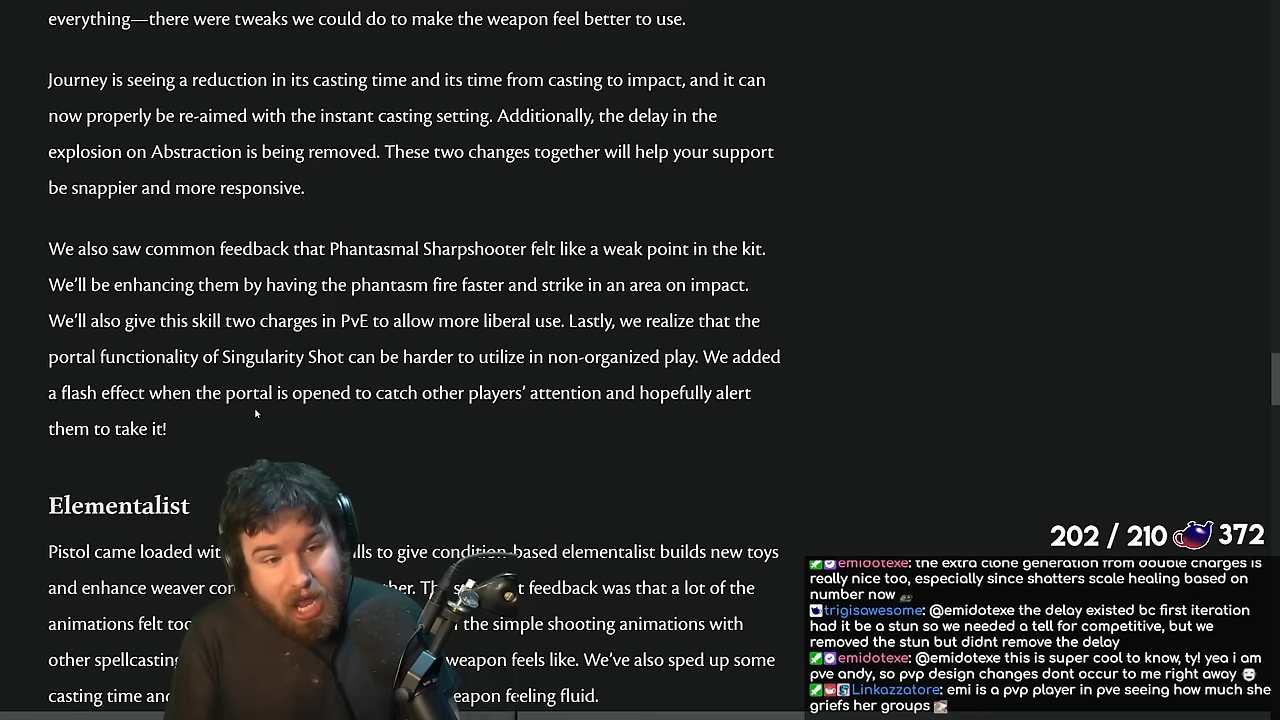 everything—there were tweaks we could do to make the weapon feel better to use.
Journey is seeing a reduction in its casting time and its time from casting to impact, and it can
now properly be re-aimed with the instant casting setting. Additionally, the delay in the
explosion on Abstraction is being removed. These two changes together will help your support
be snappier and more responsive.
We also saw common feedback that Phantasmal Sharpshooter felt like a weak point in the kit.
We'll be enhancing them by having the phantasm fire faster and strike in an area on impact.
We'll also give this skill two charges in PvE to allow more liberal use. Lastly, we realize that the
portal functionality of Singularity Shot can be harder to utilize in non-organized play. We added
a flash effect when the portal is opened to catch other players' attention and hopefully alert
them to take it!
Elementalist
Pistol came loaded to give condition-based elementalist builds new toys
and enhance weaver feedback was that a lot of the
animations felt the simple shooting animations with
other spellcasting weapon feels like. We've also sped up some
casting time and weapon feeling fluid.
202 / 210 372
emidotexe: the extra clone generation from double charges is
really nice too, especially since shatters scale healing based on
number now
trigisawesome: @emidotexe the delay existed bc first iteration
had it be a stun so we needed a tell for competitive, but we
removed the stun but didnt remove the delay
emidotexe: @emidotexe this is super cool to know, ty! yea i am
pve andy, so pvp design changes dont occur to me right away
Linkazzatore: emi is a pvp player in pve seeing how much she
griefs her groups